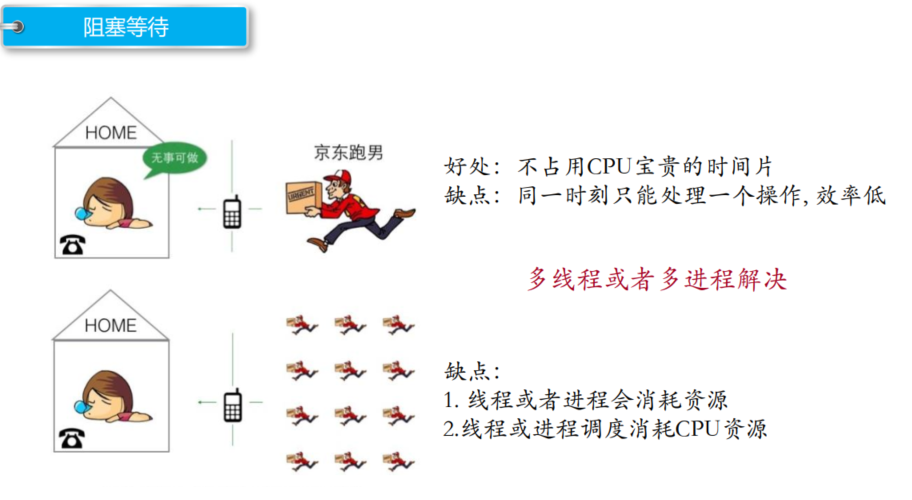 阻塞等待
HOME
无事可做
京东跑男
URGENT
好处：不占用CPU宝贵的时间片
缺点：同一时刻只能处理一个操作, 效率低
多线程或者多进程解决
HOME
缺点：
1. 线程或者进程会消耗资源
2.线程或进程调度消耗CPU资源